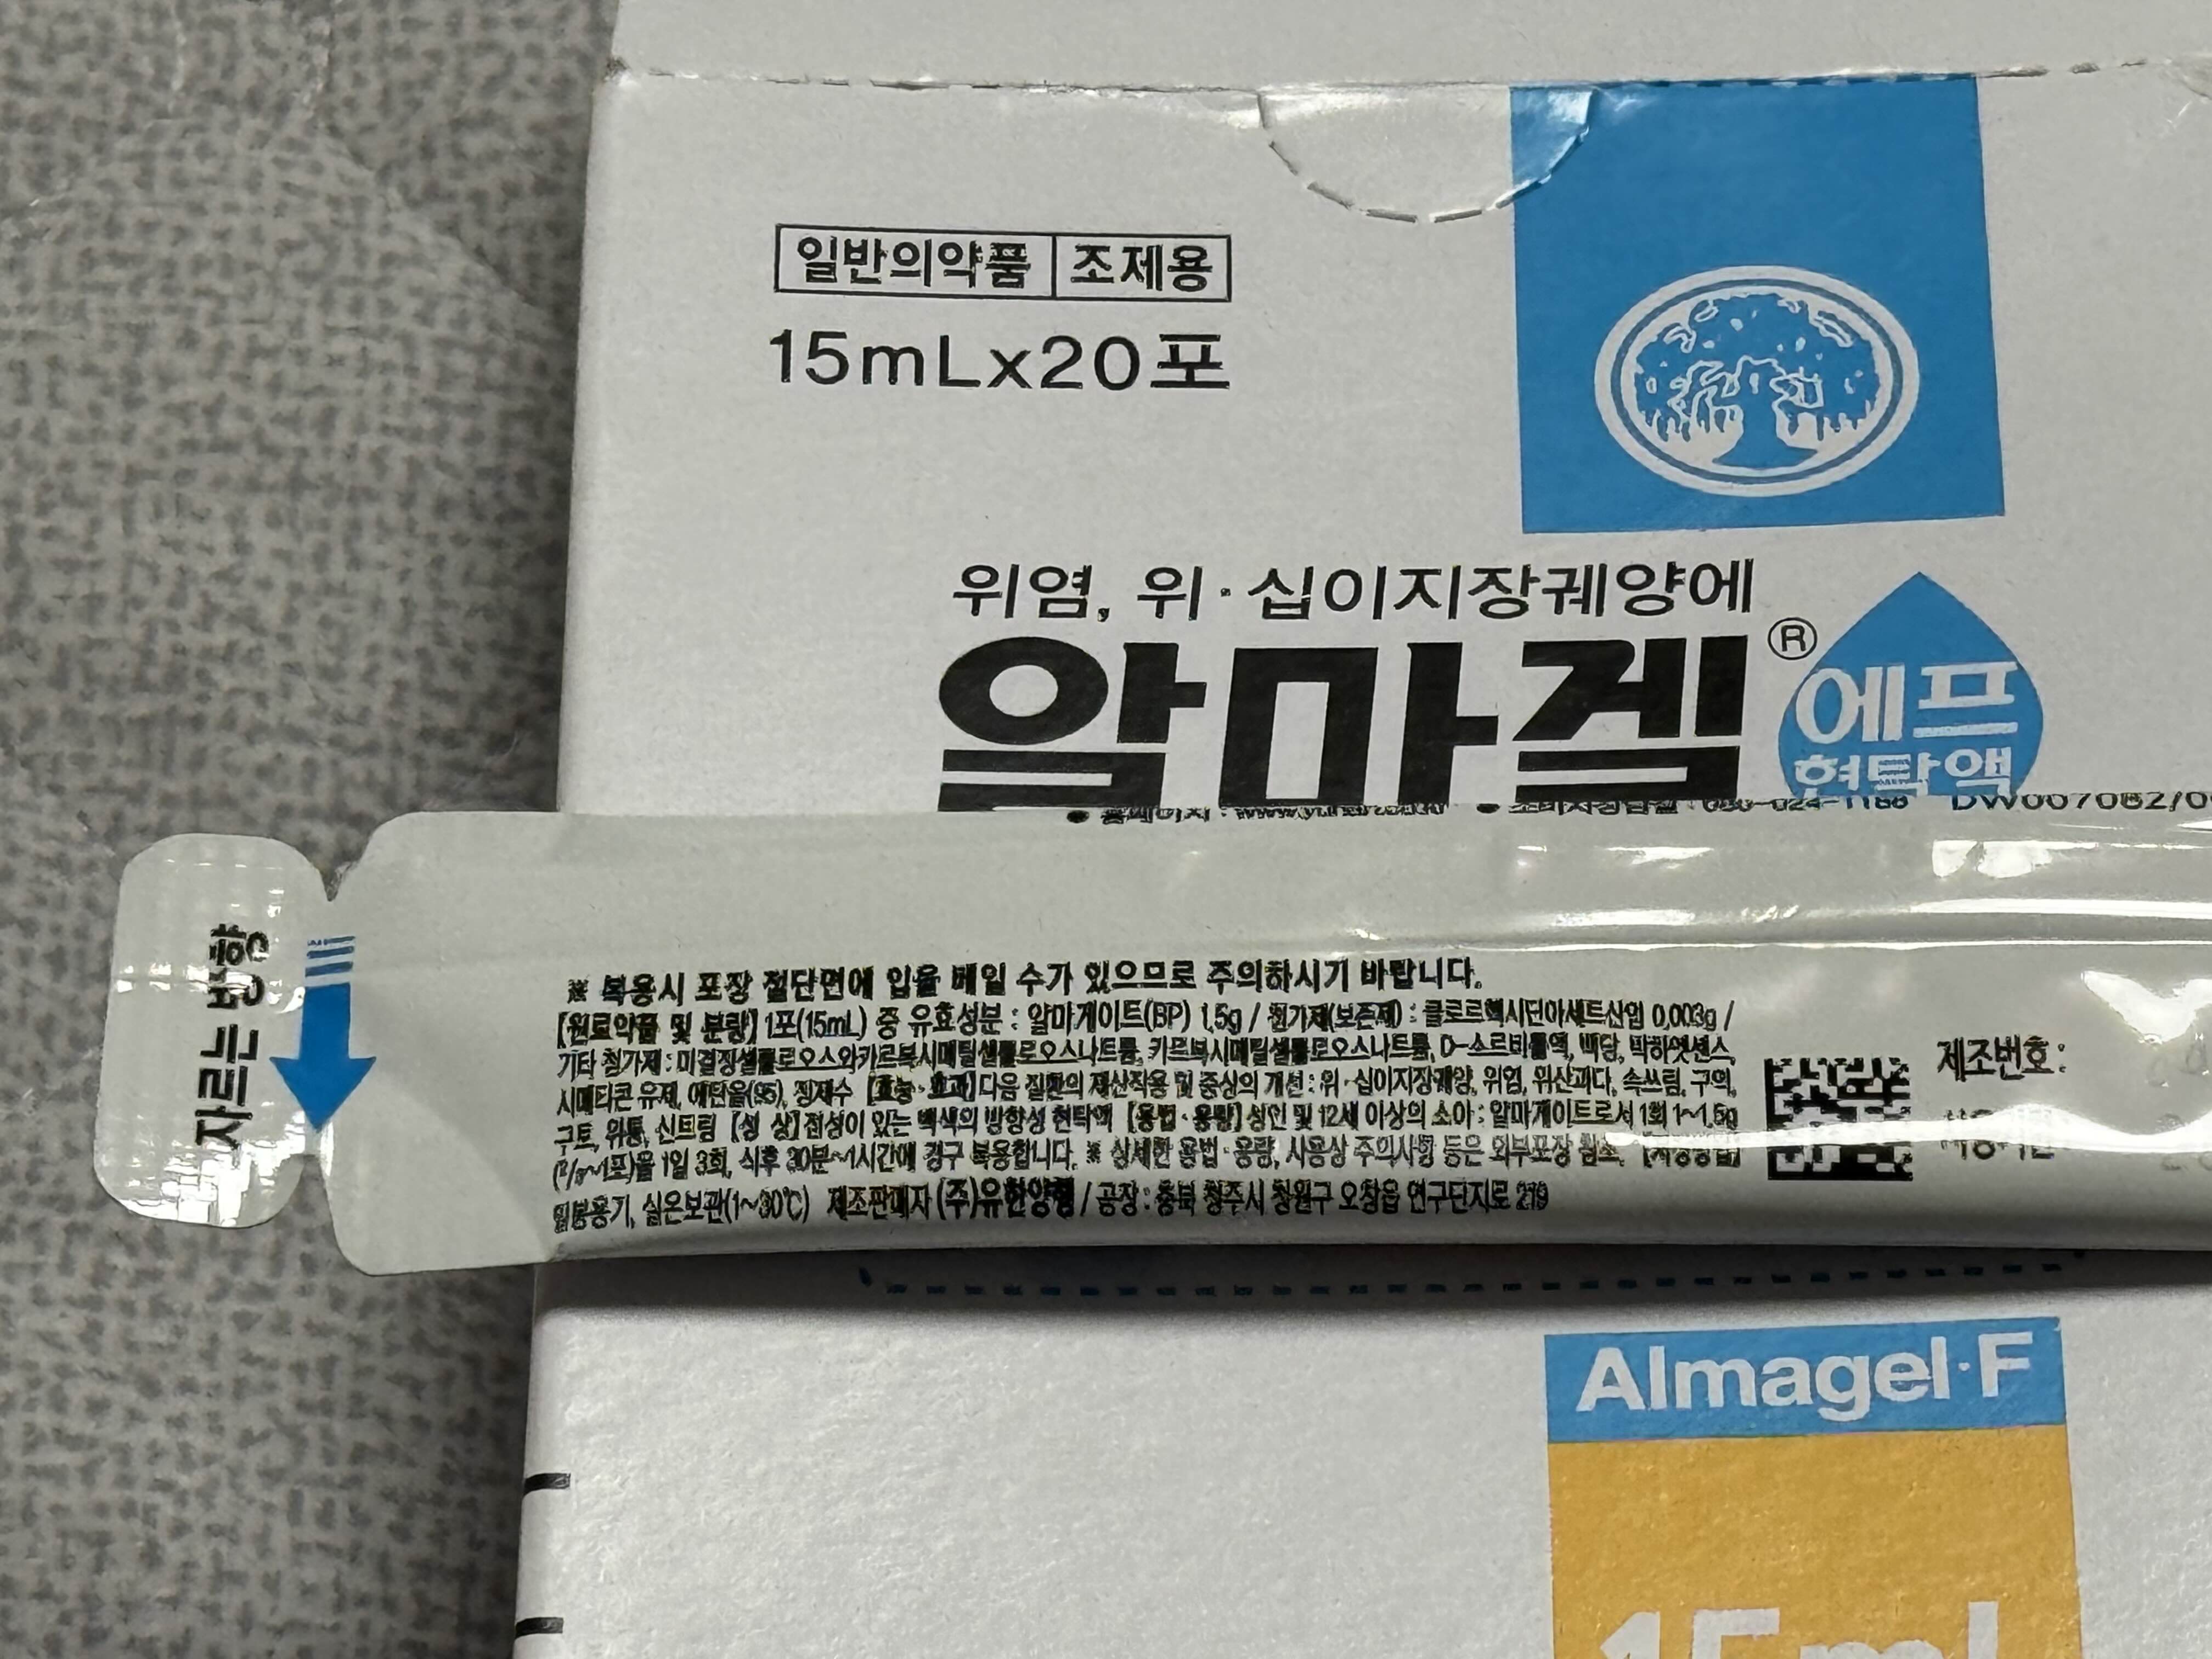 일반의약품 조제용
15mLx20포
위염, 위·십이지장궤양에
알마겔®
에프
현탁액
자르는 방향
※ 복용시 포장 절단면에 입을 베일 수가 있으므로 주의하시기 바랍니다.
【원료약품 및 분량】 1포(15mL) 중 유효성분 : 알마게이트(BP) 1.5g / 첨가제(보존제) : 클로르헥시딘아세트산염 0.003g /
기타 첨가제 : 미결정셀룰로오스와카르복시메틸셀룰로오스나트륨, 카르복시메틸셀룰로오스나트륨, D-소르비톨액, 백당, 박하엣센스,
시메티콘 유제, 에탄올(95), 정제수 【효능·효과】 다음 질환의 제산작용 및 증상의 개선 : 위·십이지장궤양, 위염, 위산과다, 속쓰림, 구역,
구토, 위통, 신트림 【성 상】 점성이 있는 백색의 방향성 현탁액 【용법·용량】 성인 및 12세 이상의 소아 : 알마게이트로서 1회 1~1.5g
(²/₃~1포)을 1일 3회, 식후 30분~1시간에 경구 복용합니다. ※ 상세한 용법·용량, 사용상 주의사항 등은 외부포장 참조. 【저장방법】
밀봉용기, 실온보관(1~30℃) 제조판매자 (주)유한양행 / 공장 : 충북 청주시 청원구 오창읍 연구단지로 219
제조번호:
Almagel·F
15mL